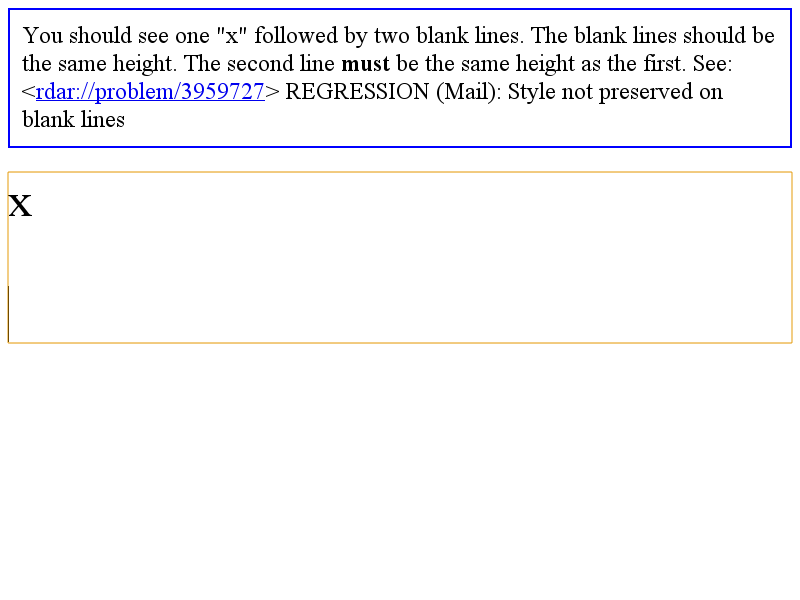 You should see one "x" followed by two blank lines. The blank lines should be
the same height. The second line must be the same height as the first. See:
<rdar://problem/3959727> REGRESSION (Mail): Style not preserved on
blank lines
x